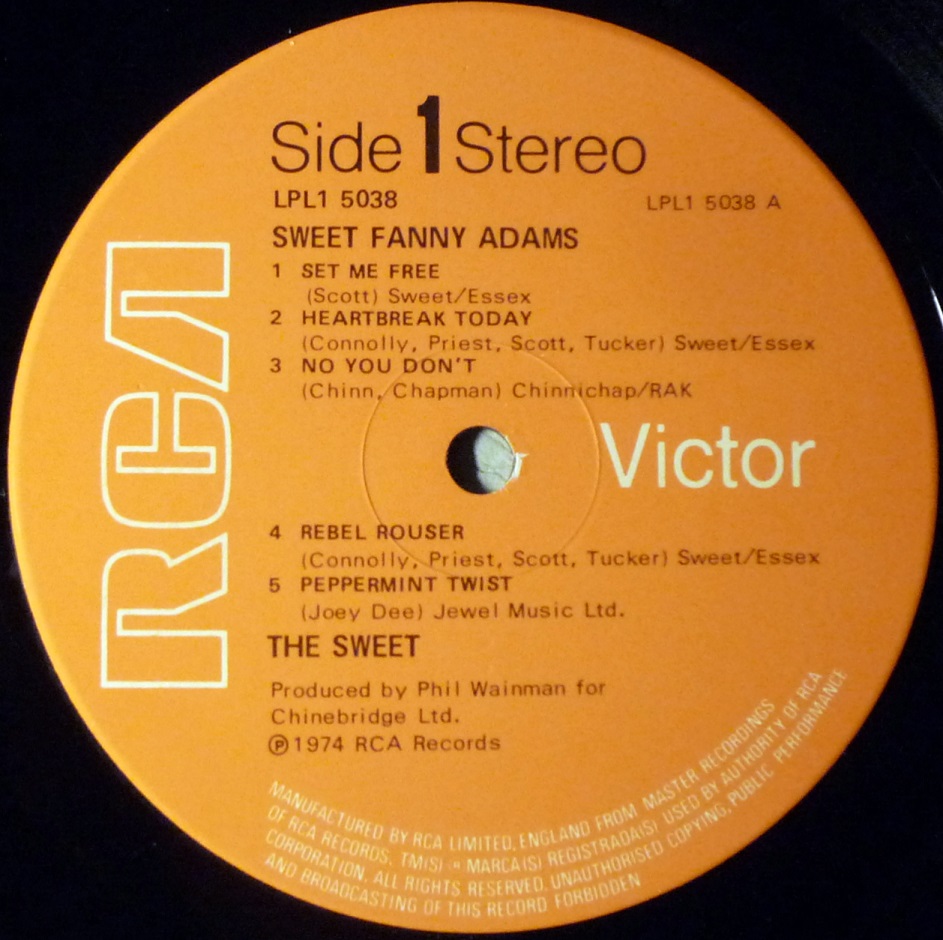 Side 1 Stereo
LPL1 5038
LPL1 5038 A
SWEET FANNY ADAMS
1 SET ME FREE
(Scott) Sweet/Essex
2 HEARTBREAK TODAY
(Connolly, Priest, Scott, Tucker) Sweet/Essex
3 NO YOU DON'T
(Chinn, Chapman) Chinnichap/RAK
RCA
Victor
4 REBEL ROUSER
(Connolly, Priest, Scott, Tucker) Sweet/Essex
5 PEPPERMINT TWIST
(Joey Dee) Jewel Music Ltd.
THE SWEET
Produced by Phil Wainman for
Chinebridge Ltd.
℗1974 RCA Records
MANUFACTURED BY RCA LIMITED, ENGLAND FROM MASTER RECORDINGS
OF RCA RECORDS. TM(S) ® MARCA(S) REGISTRADA(S) USED BY AUTHORITY OF RCA
CORPORATION. ALL RIGHTS RESERVED. UNAUTHORISED COPYING, PUBLIC PERFORMANCE
AND BROADCASTING OF THIS RECORD FORBIDDEN